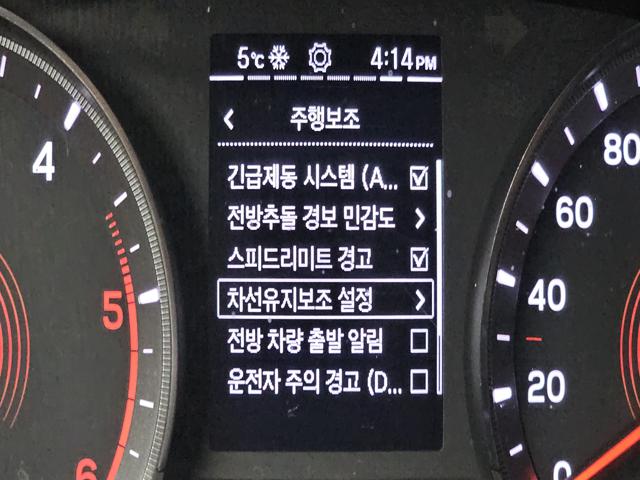 5℃ 4:14PM
< 주행보조
긴급제동 시스템 (A...
전방추돌 경보 민감도 >
스피드리미트 경고
차선유지보조 설정 >
전방 차량 출발 알림
운전자 주의 경고 (D...
4
5
6
80
60
40
20
0